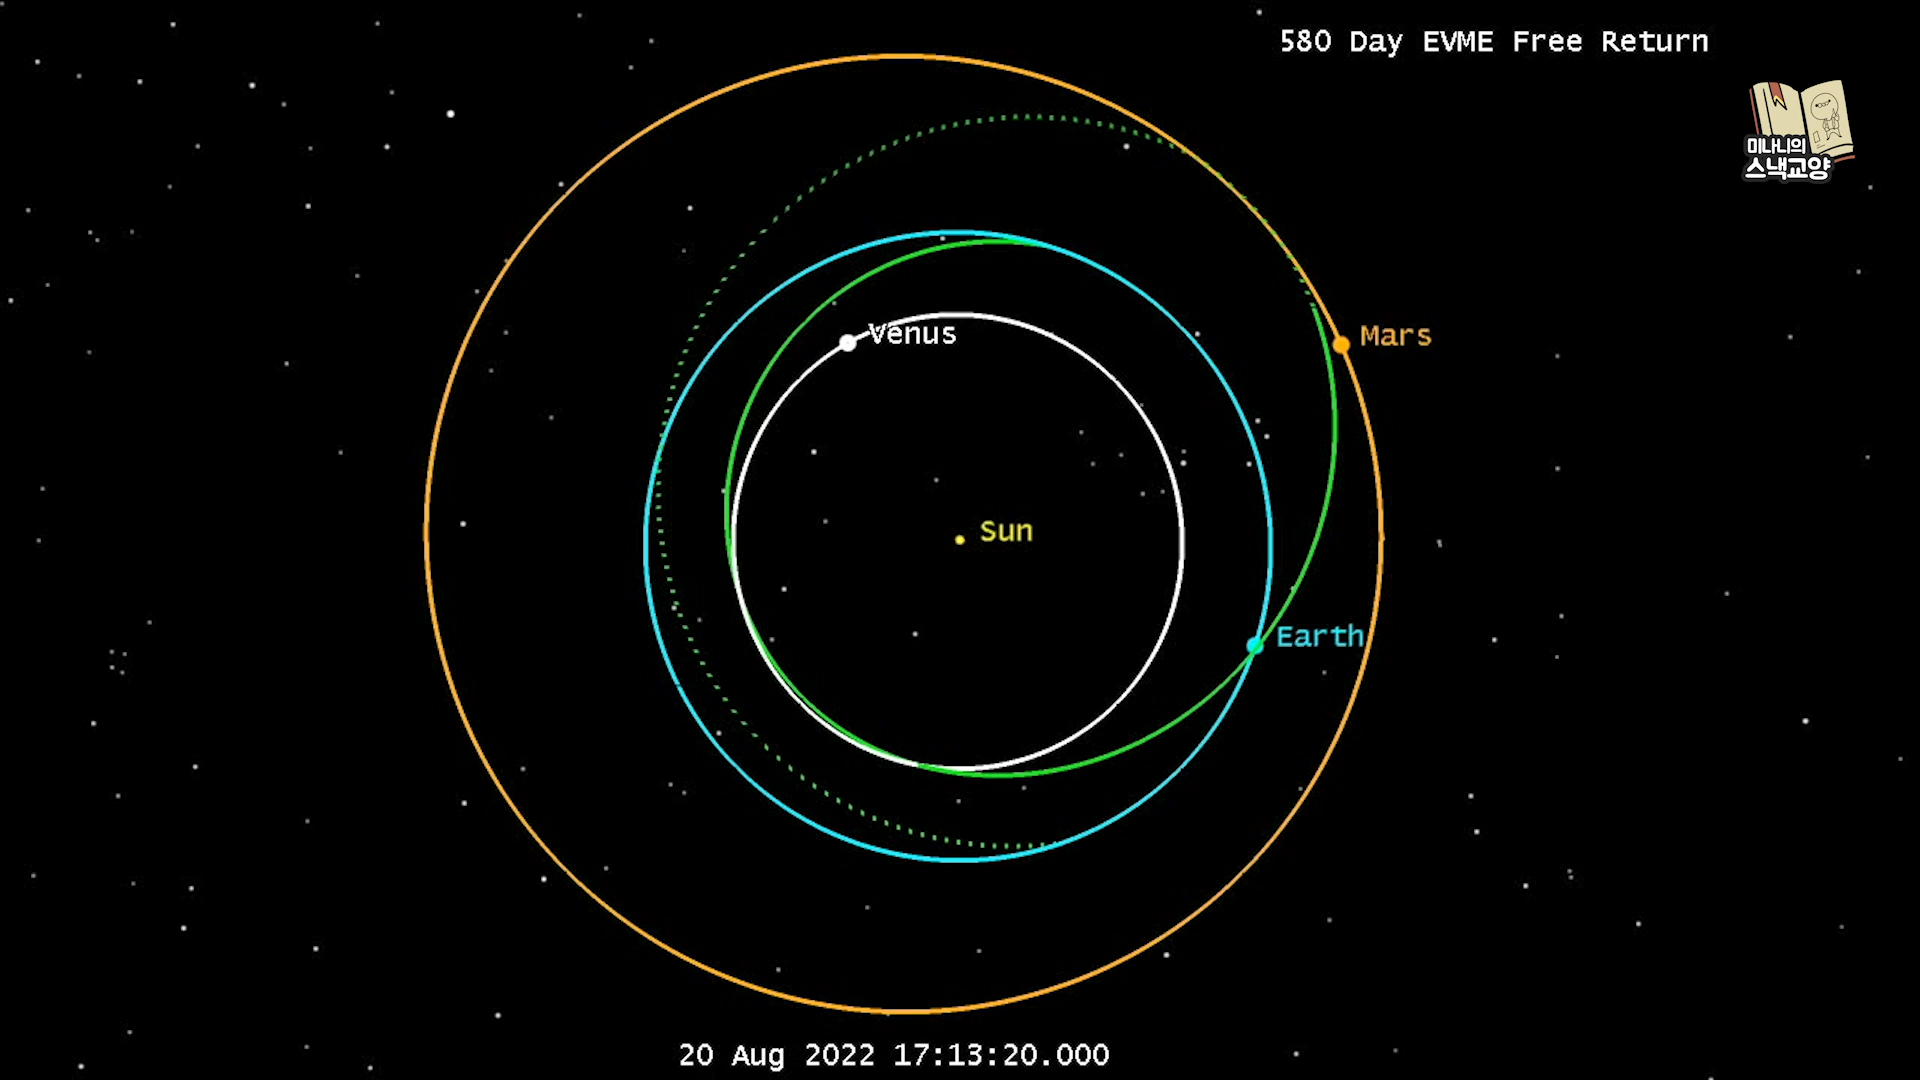 580 Day EVME Free Return
미나니의
스낵교양
Venus
Mars
Sun
Earth
20 Aug 2022 17:13:20.000